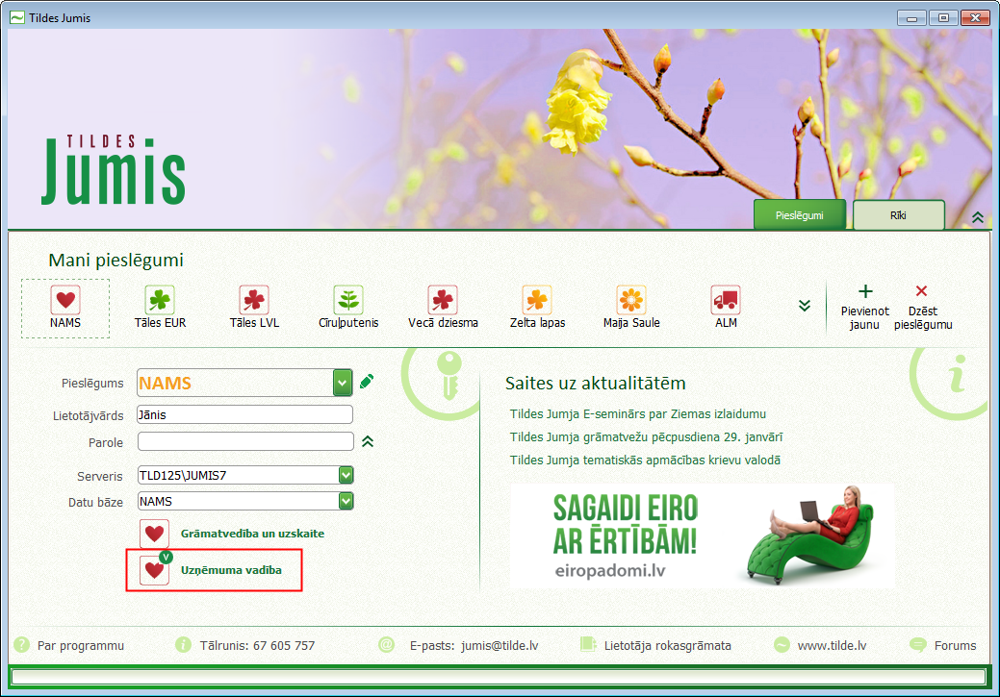 Tildes Jumis
TILDES
Jumis
Pieslēgumi
Rīki
Mani pieslēgumi
NAMS
Tāles EUR
Tāles LVL
Cīruļputenis
Vecā dziesma
Zelta lapas
Maija Saule
ALM
Pievienot
jaunu
Dzēst
pieslēgumu
Pieslēgums
NAMS
Lietotājvārds
Jānis
Parole
Serveris
TLD125\JUMIS7
Datu bāze
NAMS
Grāmatvedība un uzskaite
V
Uzņēmuma vadība
Saites uz aktualitātēm
Tildes Jumja E-seminārs par Ziemas izlaidumu
Tildes Jumja grāmatvežu pēcpusdiena 29. janvārī
Tildes Jumja tematiskās apmācības krievu valodā
SAGAIDI EIRO
AR ĒRTĪBĀM!
eiropadomi.lv
Par programmu
Tālrunis: 67 605 757
E-pasts: jumis@tilde.lv
Lietotāja rokasgrāmata
www.tilde.lv
Forums